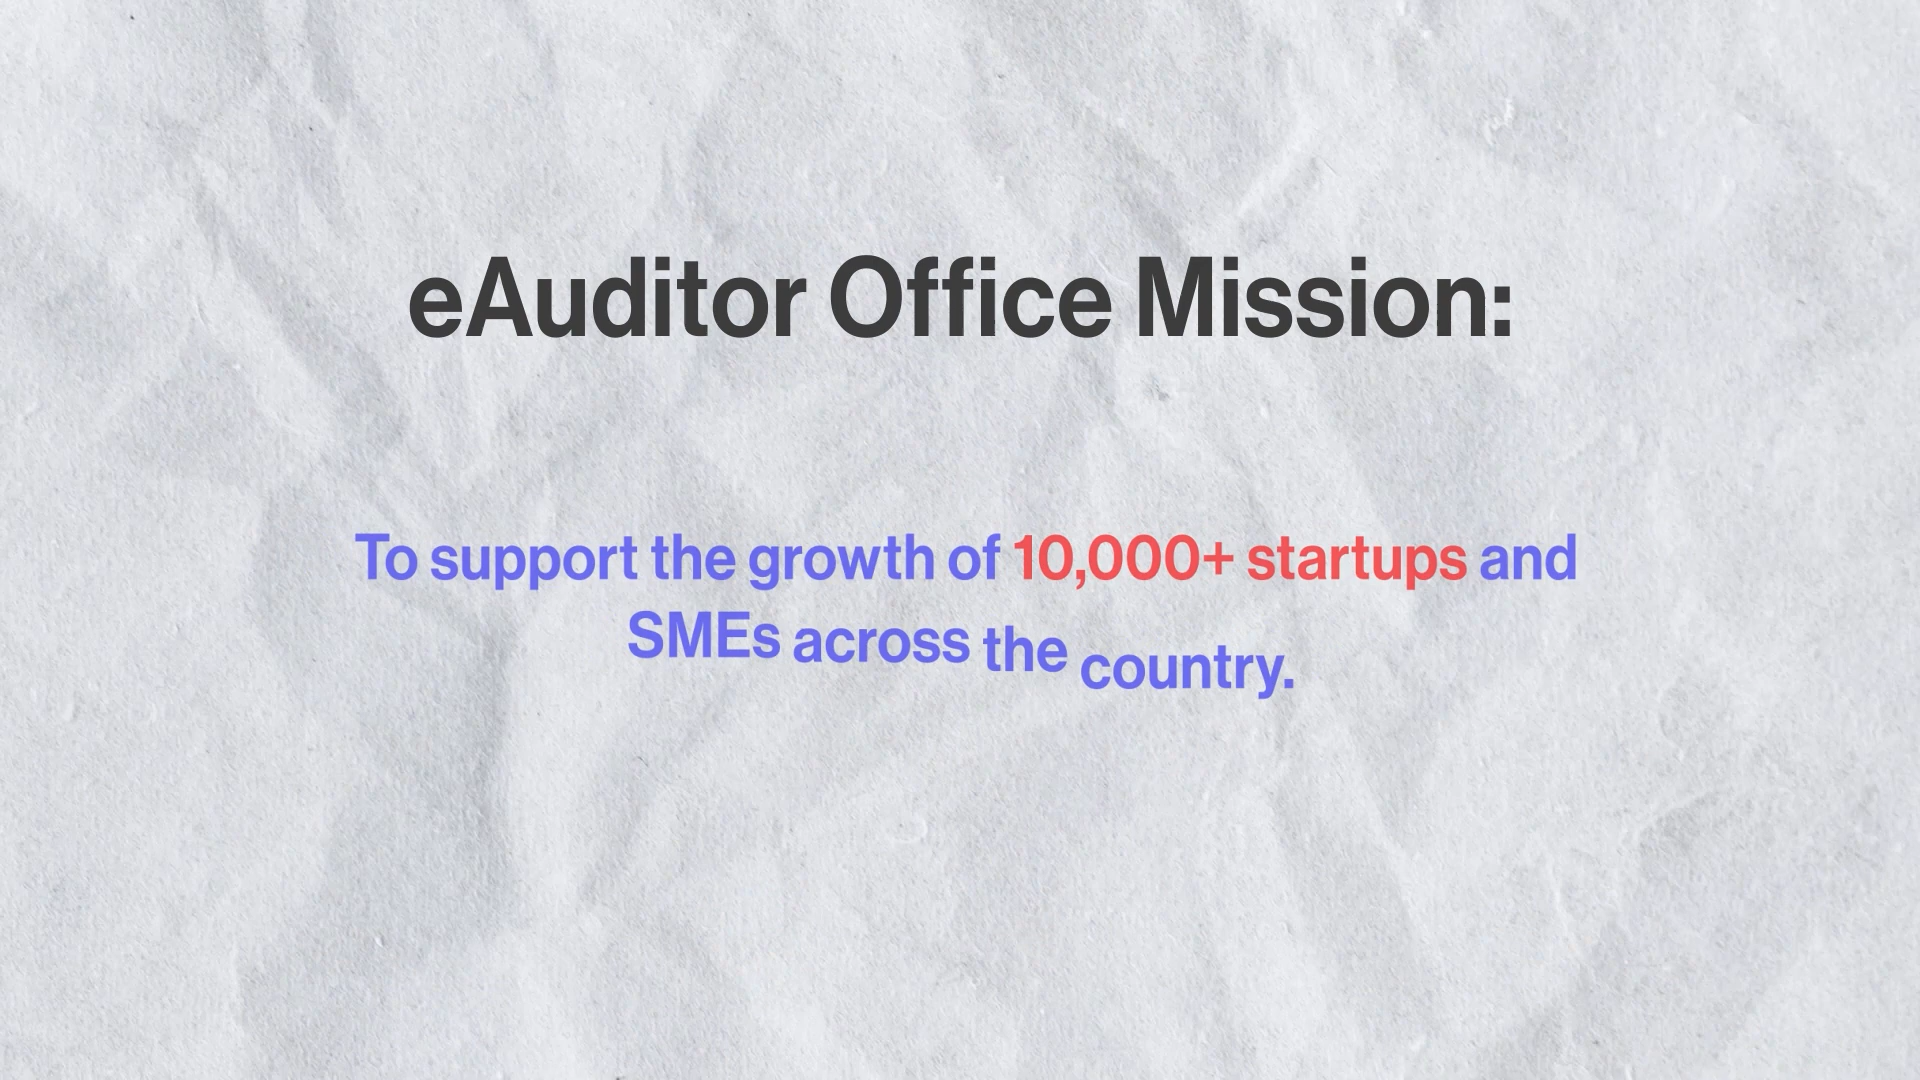 eAuditor Office Mission:
To support the growth of 10,000+ startups and
SMEs across the country.